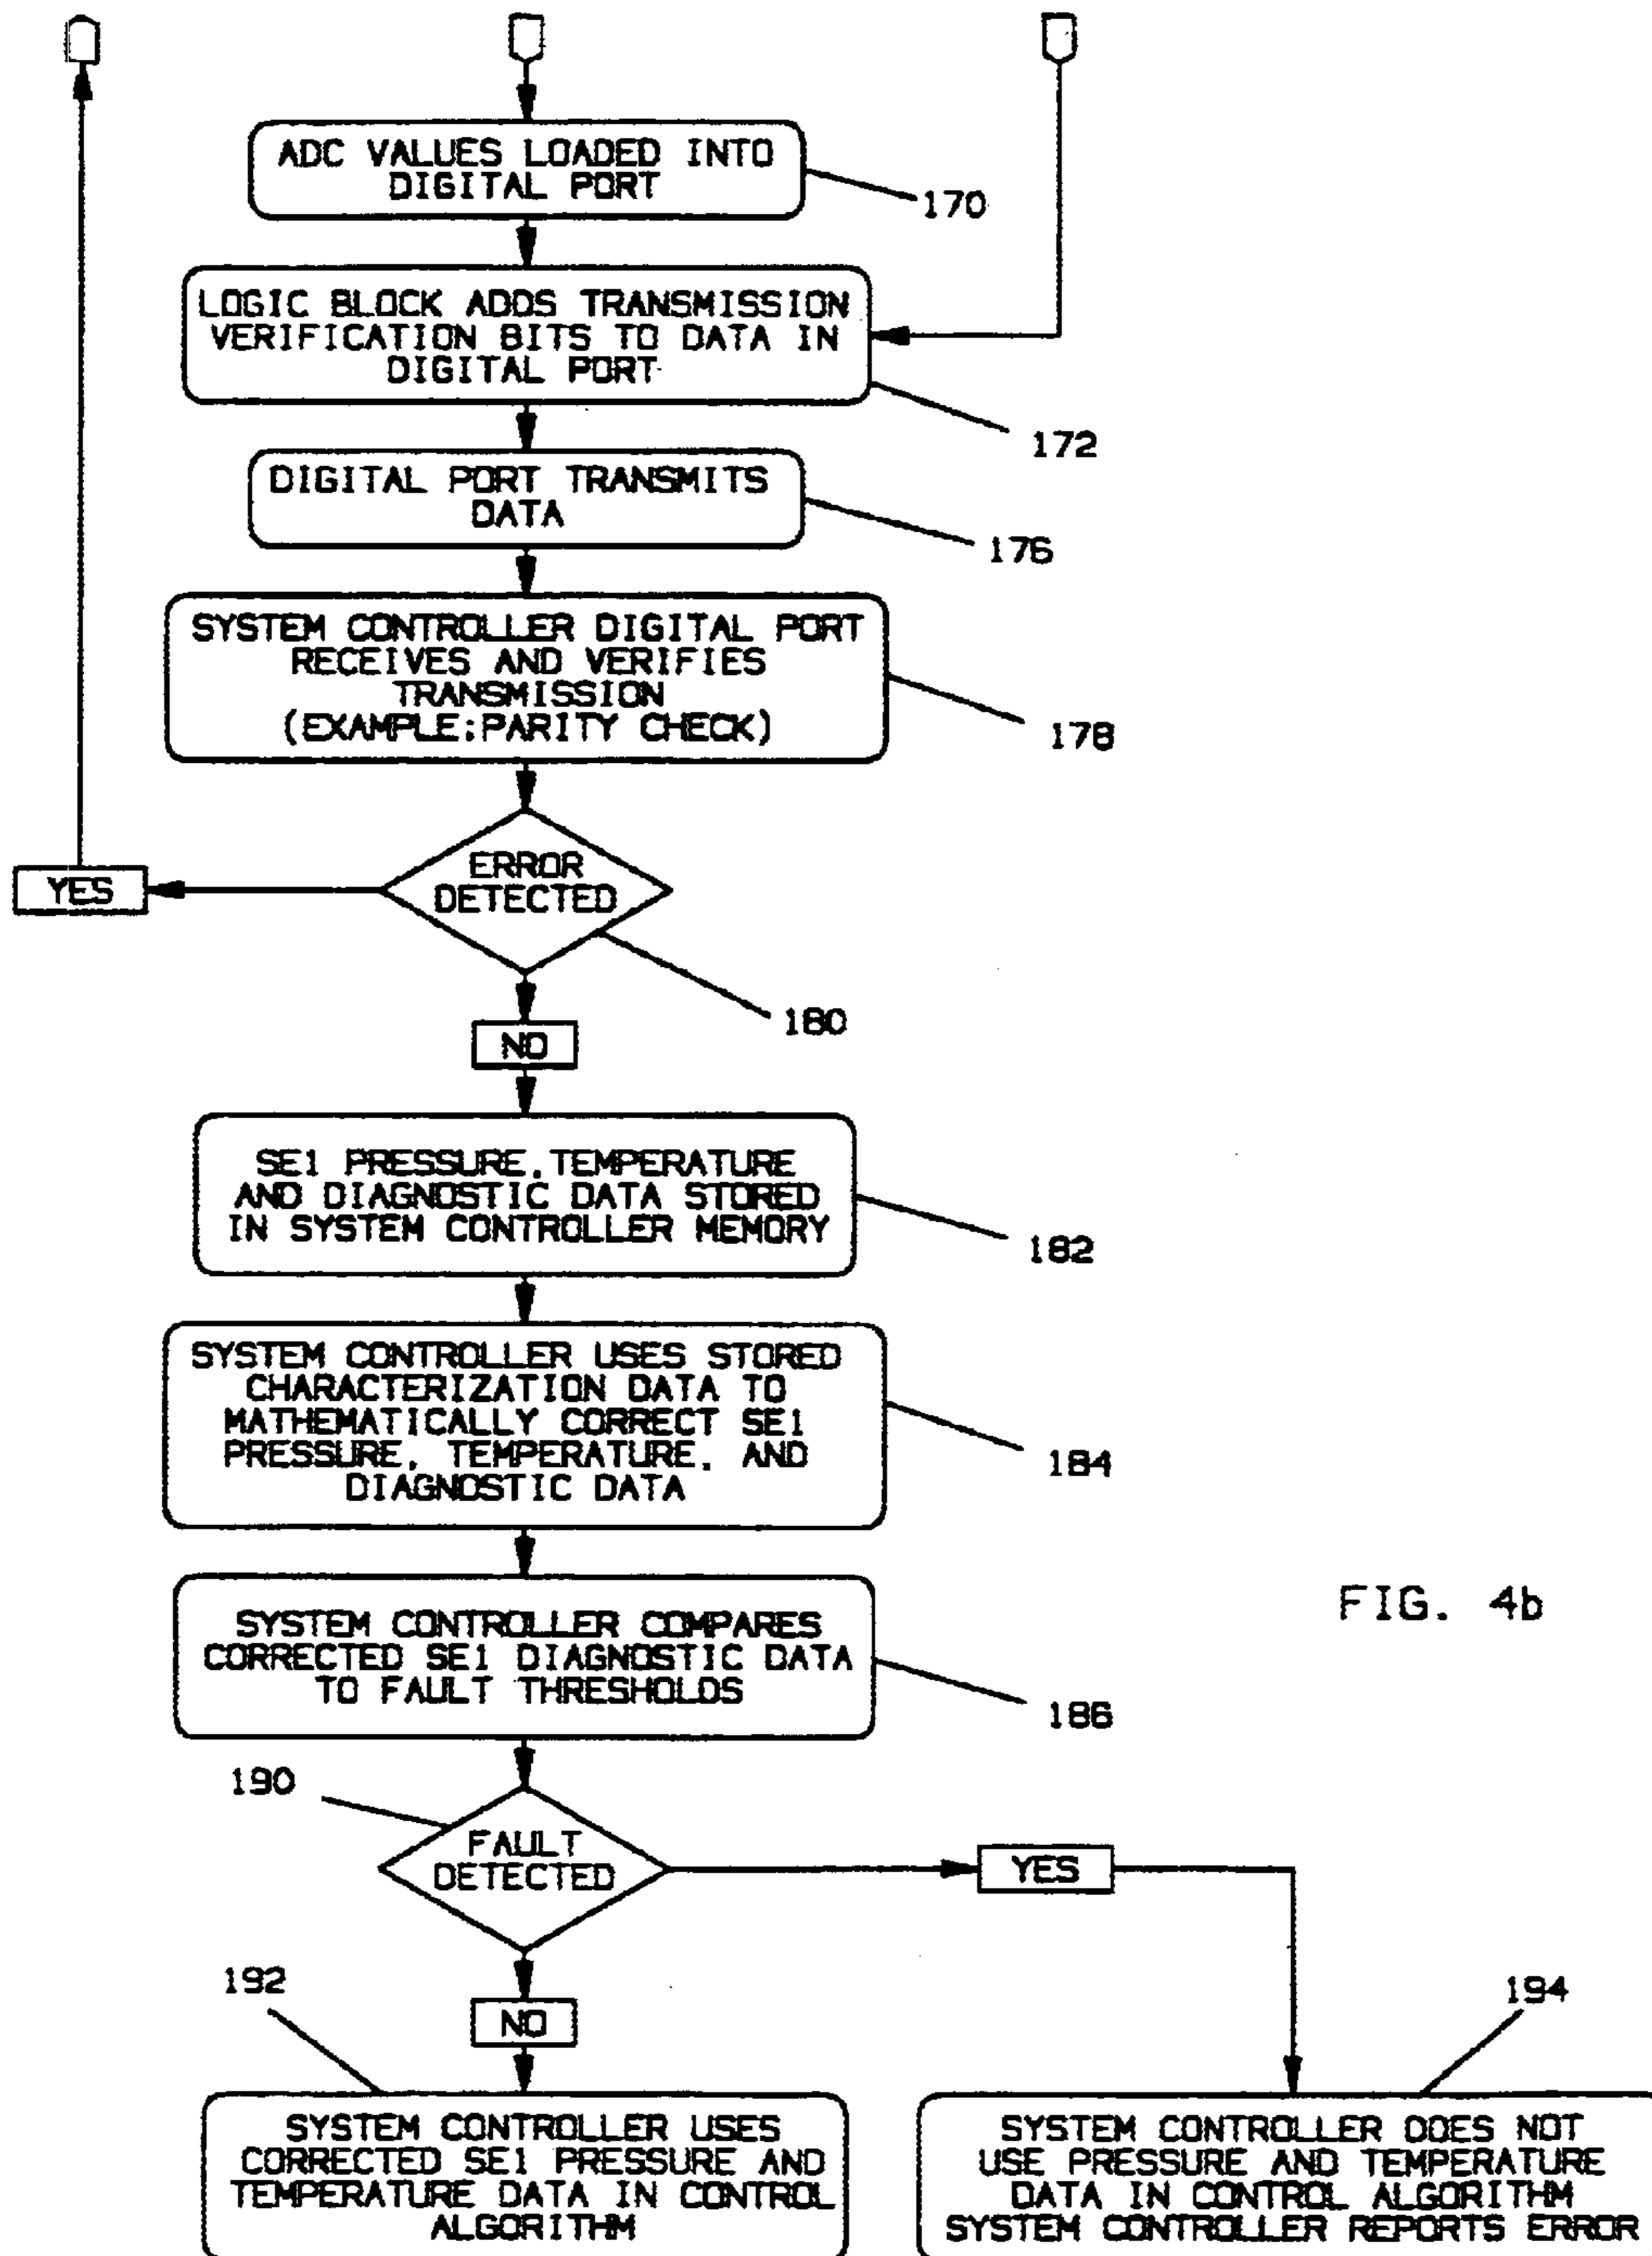 ADC VALUES LOADED INTO
DIGITAL PORT
170
LOGIC BLOCK ADDS TRANSMISSION
VERIFICATION BITS TO DATA IN
DIGITAL PORT
172
DIGITAL PORT TRANSMITS
DATA
176
SYSTEM CONTROLLER DIGITAL PORT
RECEIVES AND VERIFIES
TRANSMISSION
(EXAMPLE:PARITY CHECK)
178
ERROR
DETECTED
YES
180
NO
SE1 PRESSURE, TEMPERATURE
AND DIAGNOSTIC DATA STORED
IN SYSTEM CONTROLLER MEMORY
182
SYSTEM CONTROLLER USES STORED
CHARACTERIZATION DATA TO
MATHEMATICALLY CORRECT SE1
PRESSURE, TEMPERATURE, AND
DIAGNOSTIC DATA
184
SYSTEM CONTROLLER COMPARES
CORRECTED SE1 DIAGNOSTIC DATA
TO FAULT THRESHOLDS
186
FIG. 4b
190
FAULT
DETECTED
YES
NO
192
SYSTEM CONTROLLER USES
CORRECTED SE1 PRESSURE AND
TEMPERATURE DATA IN CONTROL
ALGORITHM
194
SYSTEM CONTROLLER DOES NOT
USE PRESSURE AND TEMPERATURE
DATA IN CONTROL ALGORITHM
SYSTEM CONTROLLER REPORTS ERROR